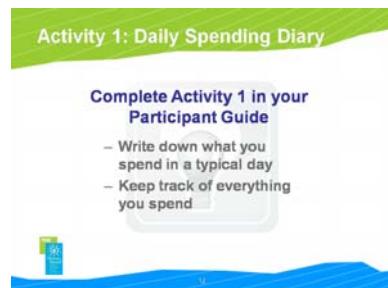 Activity 1: Daily Spending Diary
Complete Activity 1 in your
Participant Guide
– Write down what you
spend in a typical day
– Keep track of everything
you spend